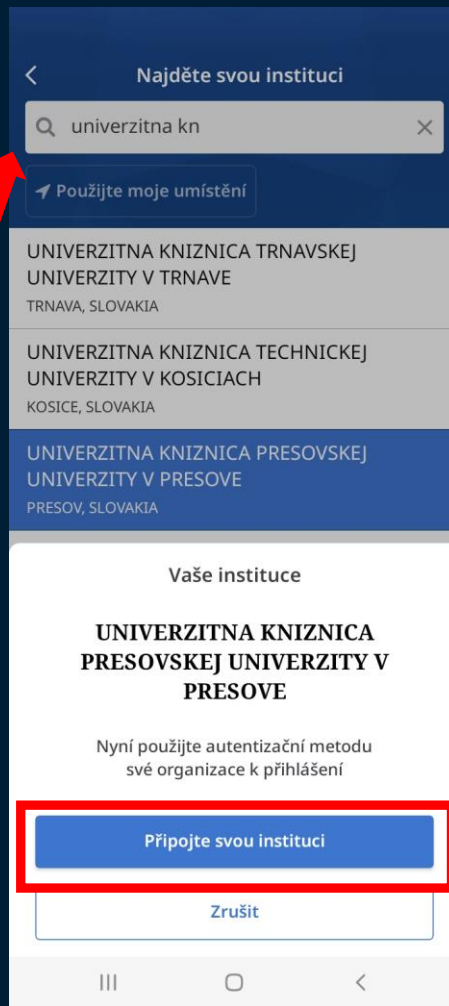 Najděte svou instituci
univerzitna kn
Použijte moje umístění
UNIVERZITNA KNIZNICA TRNAVSKEJ
UNIVERZITY V TRNAVE
TRNAVA, SLOVAKIA
UNIVERZITNA KNIZNICA TECHNICKEJ
UNIVERZITY V KOSICIACH
KOSICE, SLOVAKIA
UNIVERZITNA KNIZNICA PRESOVSKEJ
UNIVERZITY V PRESOVE
PRESOV, SLOVAKIA
Vaše instituce
UNIVERZITNA KNIZNICA
PRESOVSKEJ UNIVERZITY V
PRESOVE
Nyní použijte autentizační metodu
své organizace k přihlášení
Připojte svou instituci
Zrušit